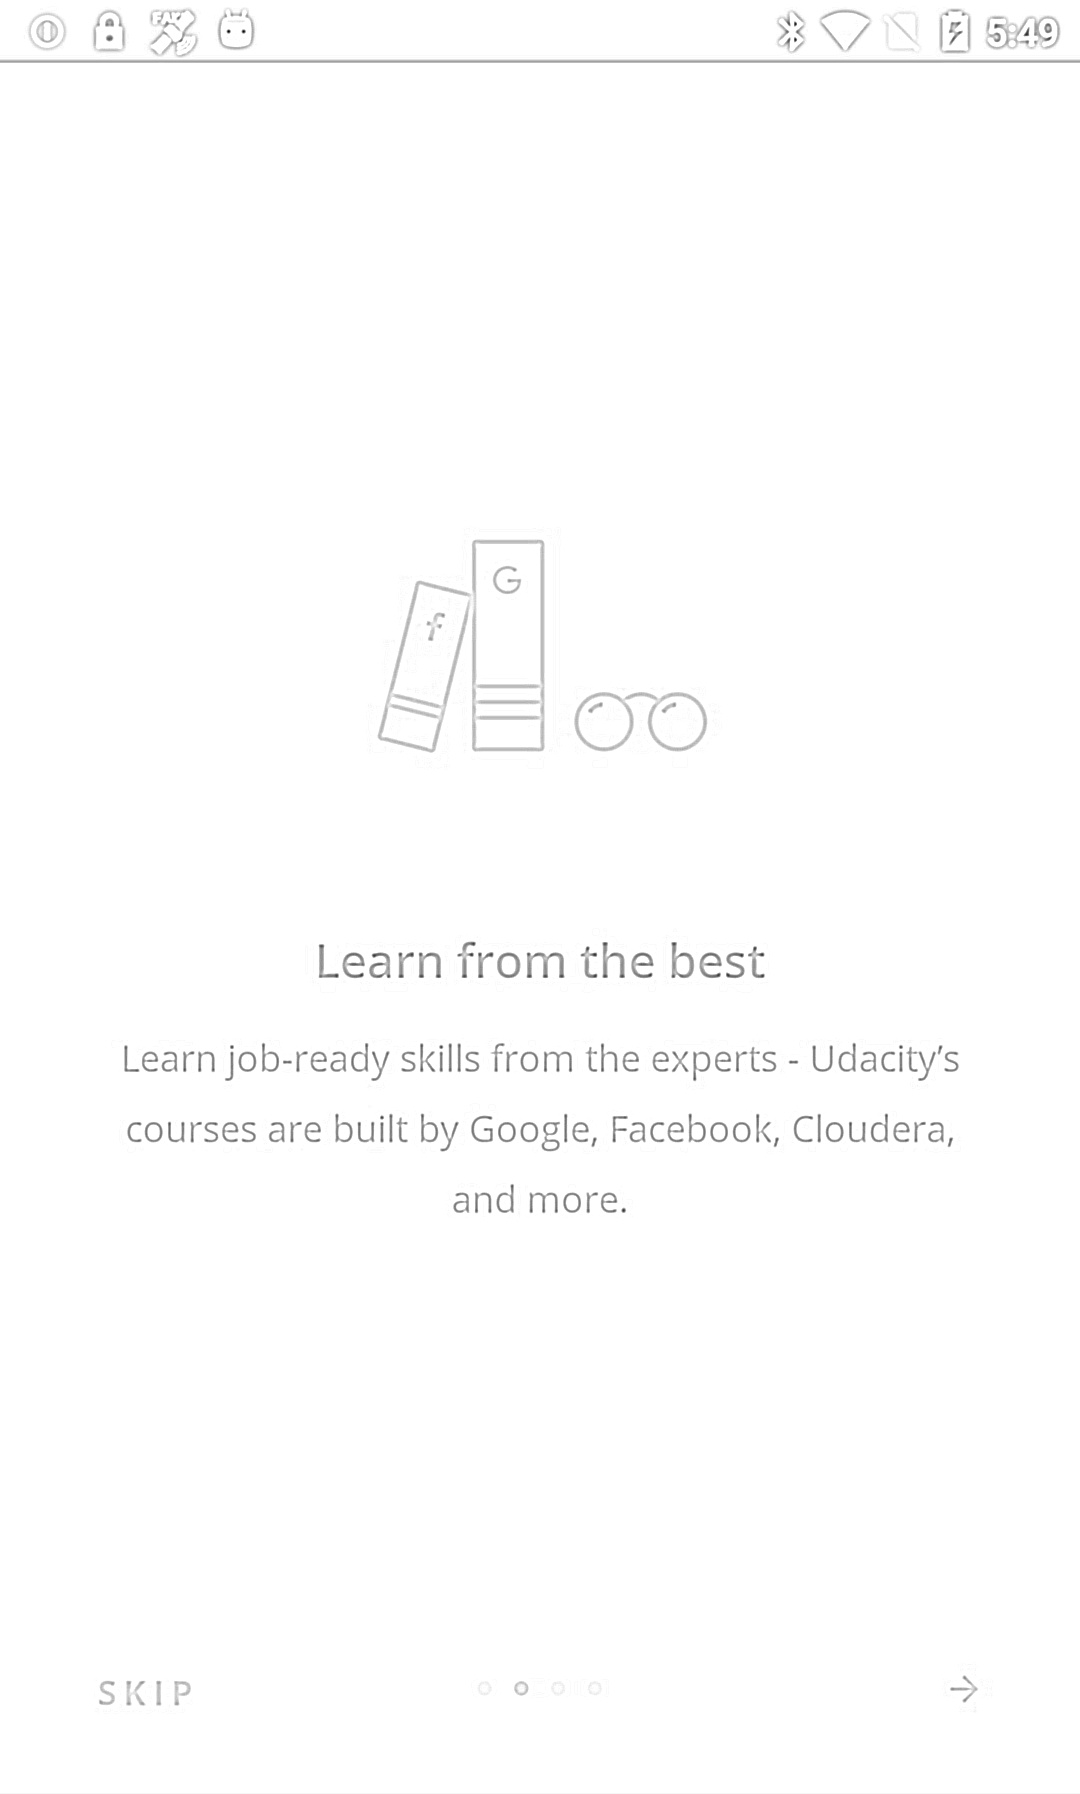 5:49
f
G
Learn from the best
Learn job-ready skills from the experts - Udacity’s
courses are built by Google, Facebook, Cloudera,
and more.
SKIP